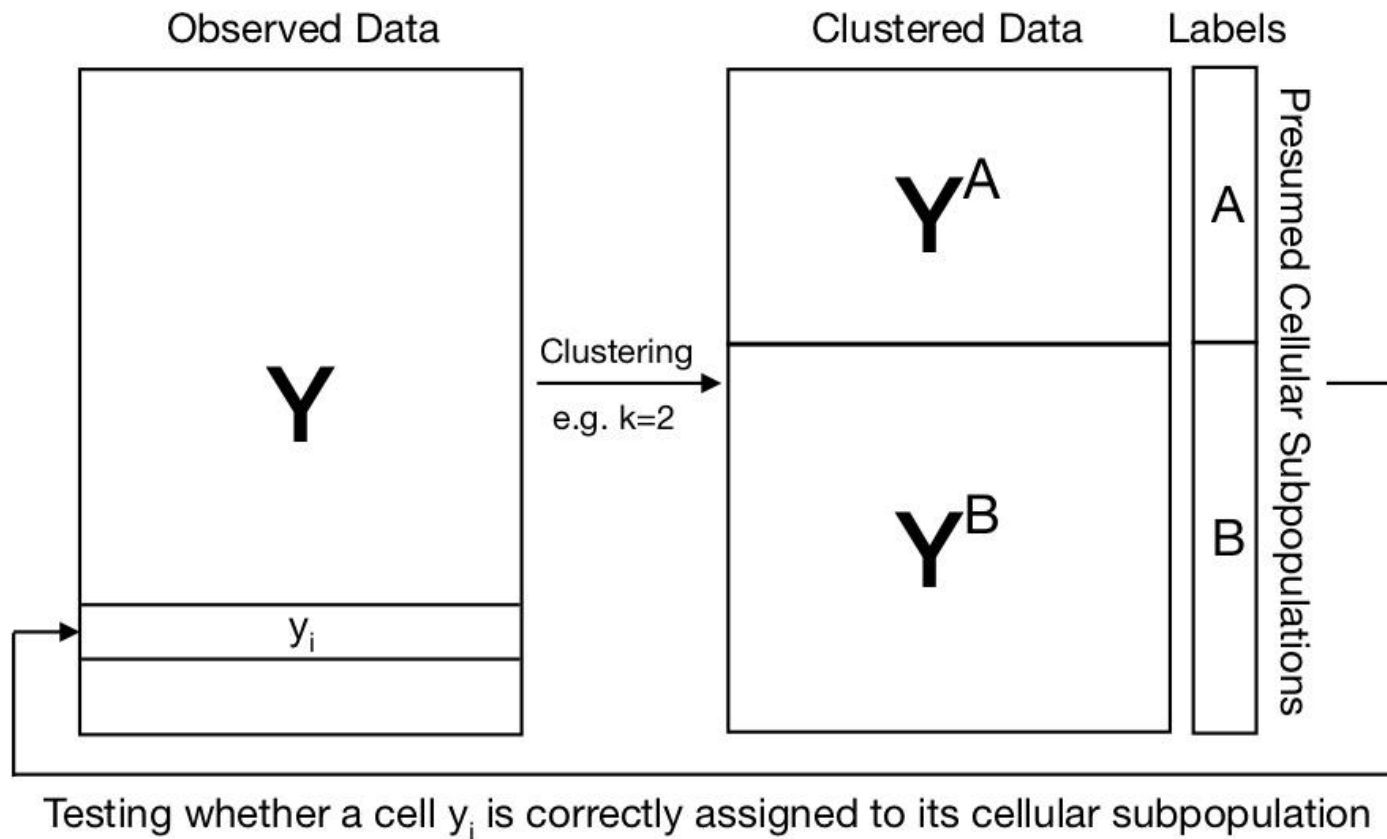 Observed Data
Clustered Data
Labels
Y
y_i
Clustering
e.g. k=2
Y^A
Y^B
A
B
Presumed Cellular Subpopulations
Testing whether a cell y_i is correctly assigned to its cellular subpopulation